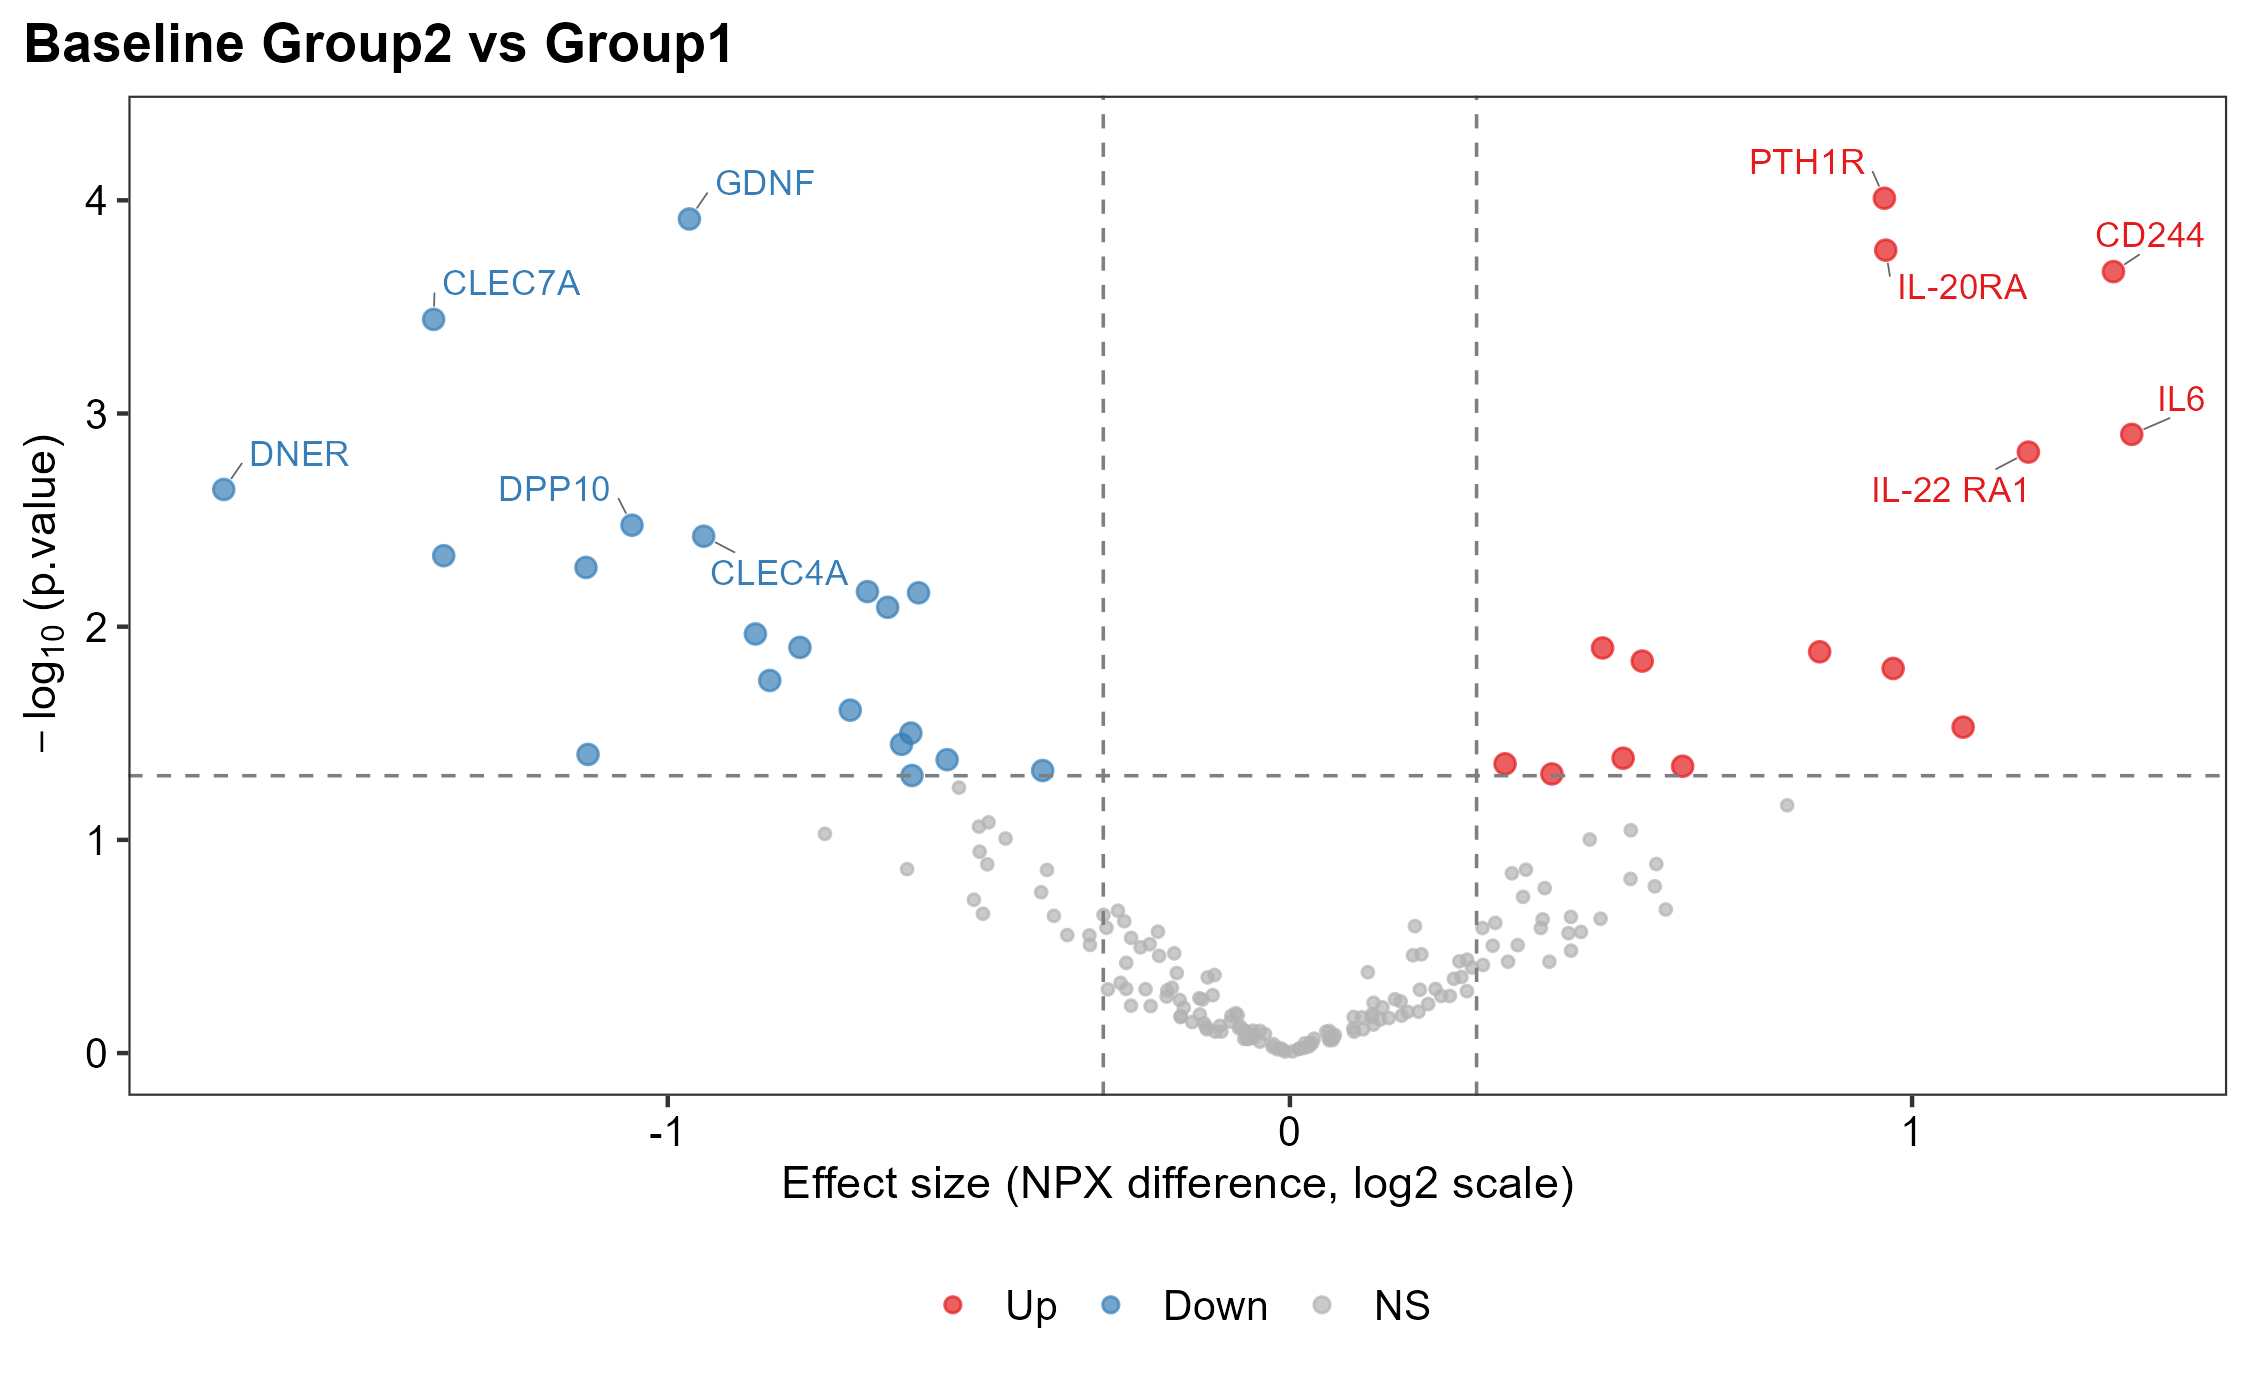 Baseline Group2 vs Group1
PTH1R
GDNF
CD244
CLEC7A
IL-20RA
IL6
DNER
DPP10
IL-22 RA1
CLEC4A
4
3
2
1
0
− log10 (p.value)
-1
0
1
Effect size (NPX difference, log2 scale)
Up
Down
NS